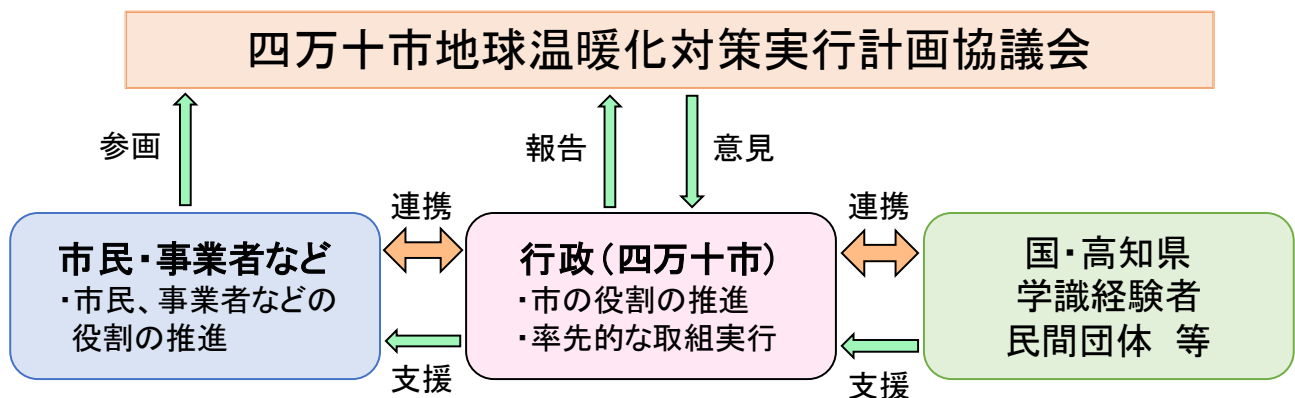 四万十市地球温暖化対策実行計画協議会
参画
報告
意見
連携
連携
市民・事業者など
・市民、事業者などの
役割の推進
行政（四万十市）
・市の役割の推進
・率先的な取組実行
国・高知県
学識経験者
民間団体　等
支援
支援